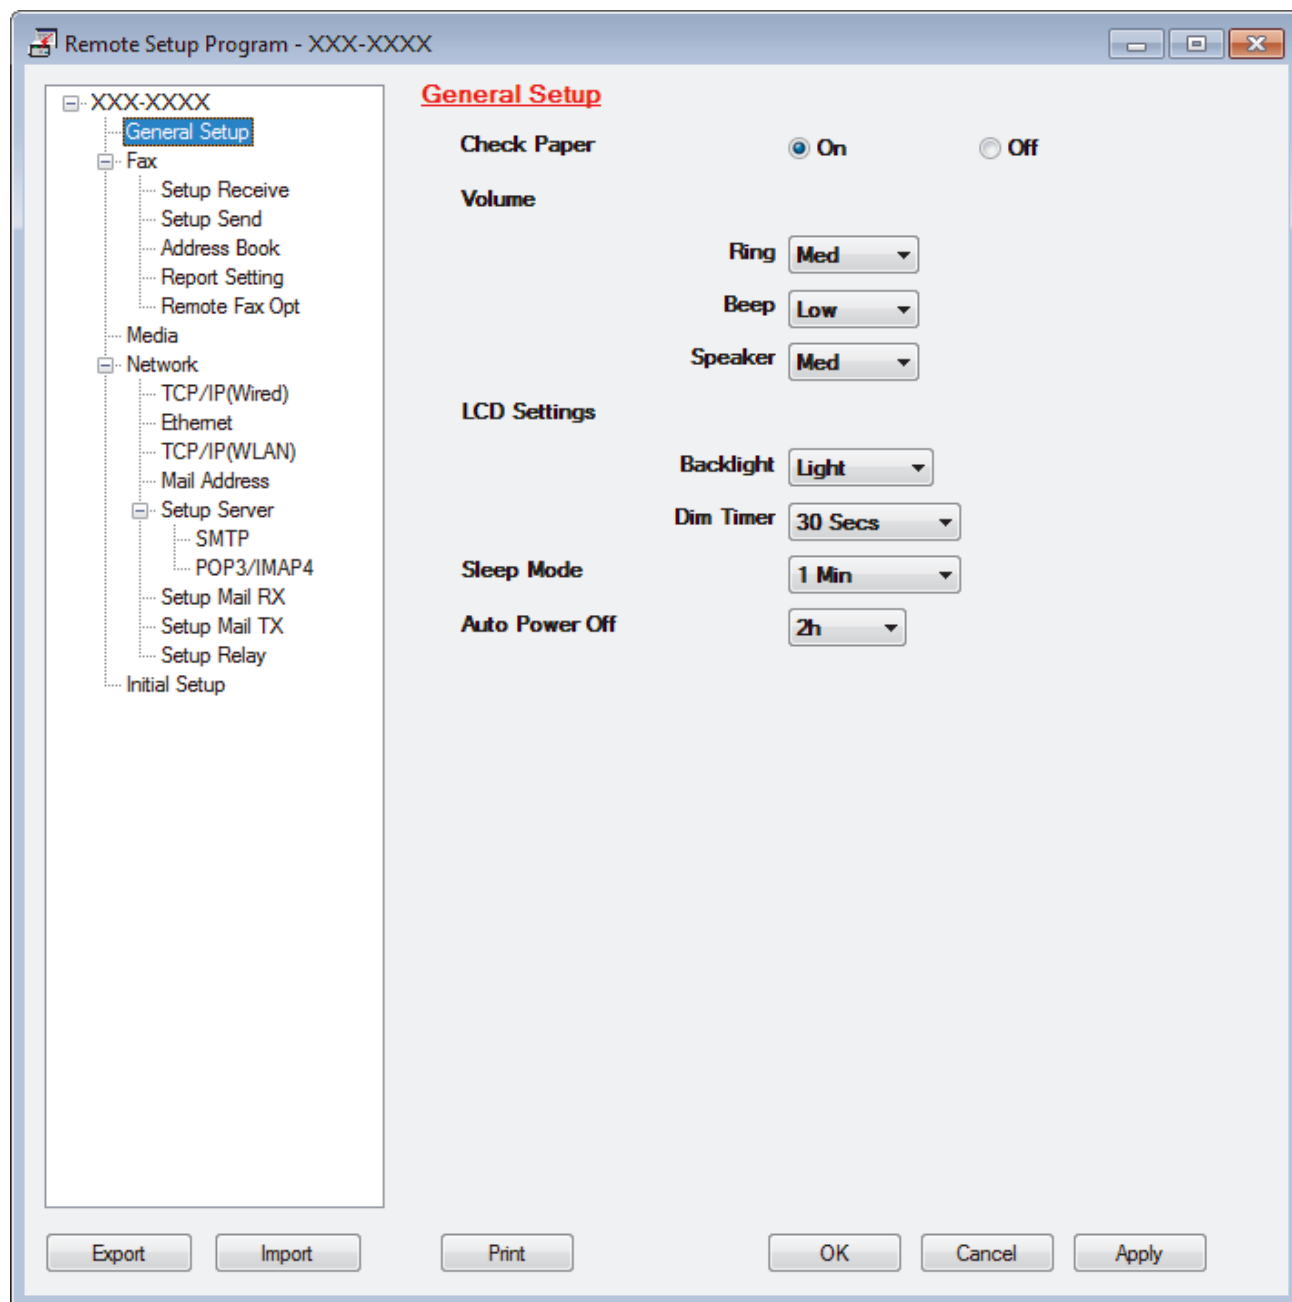 Remote Setup Program - XXX-XXXX
XXX-XXXX
General Setup
Fax
Setup Receive
Setup Send
Address Book
Report Setting
Remote Fax Opt
Media
Network
TCP/IP(Wired)
Ethernet
TCP/IP(WLAN)
Mail Address
Setup Server
SMTP
POP3/IMAP4
Setup Mail RX
Setup Mail TX
Setup Relay
Initial Setup
General Setup
Check Paper On Off
Volume
Ring Med
Beep Low
Speaker Med
LCD Settings
Backlight Light
Dim Timer 30 Secs
Sleep Mode 1 Min
Auto Power Off 2h
Export Import Print OK Cancel Apply